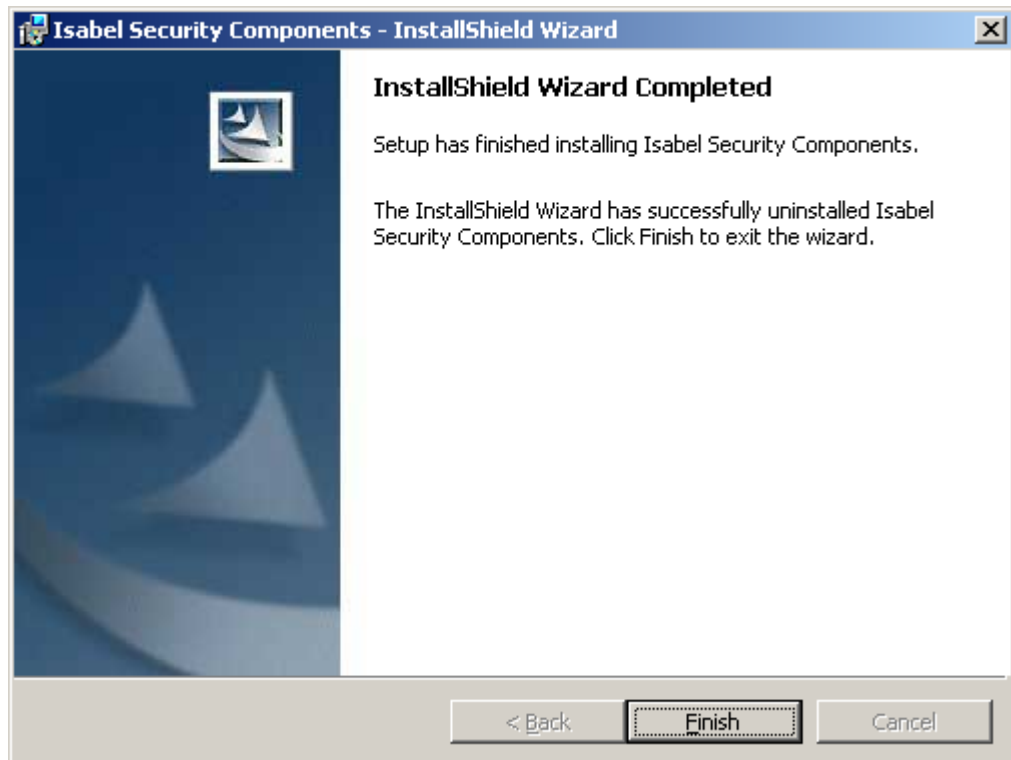 Isabel Security Components - InstallShield Wizard
InstallShield Wizard Completed
Setup has finished installing Isabel Security Components.
The InstallShield Wizard has successfully uninstalled Isabel
Security Components. Click Finish to exit the wizard.
< Back Finish Cancel